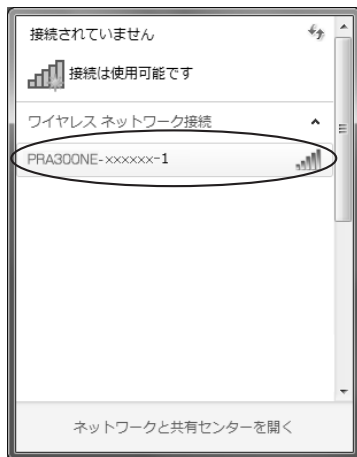 接続されていません
接続は使用可能です
ワイヤレス ネットワーク接続
PRA300NE-××××××-1
ネットワークと共有センターを開く